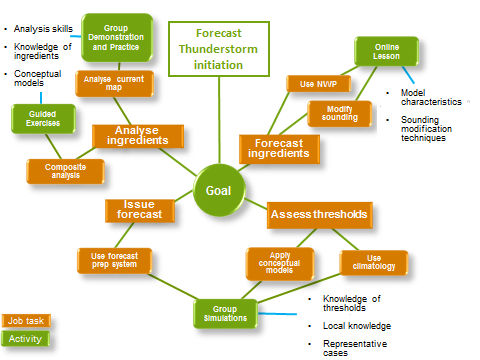 • Analysis skills
• Knowledge of
ingredients
• Conceptual
models
Group
Demonstration
and Practice
Forecast
Thunderstorm
initiation
Online
Lesson
Analyse current
map
Use NWP
• Model
characteristics
• Sounding
modification
techniques
Guided
Exercises
Modify
sounding
Analyse
ingredients
Forecast
ingredients
Composite
analysis
Goal
Issue
forecast
Assess thresholds
Use forecast
prep system
Apply
conceptual
models
Use
climatology
Group
Simulations
• Knowledge of
thresholds
• Local knowledge
• Representative
cases
Job task
Activity